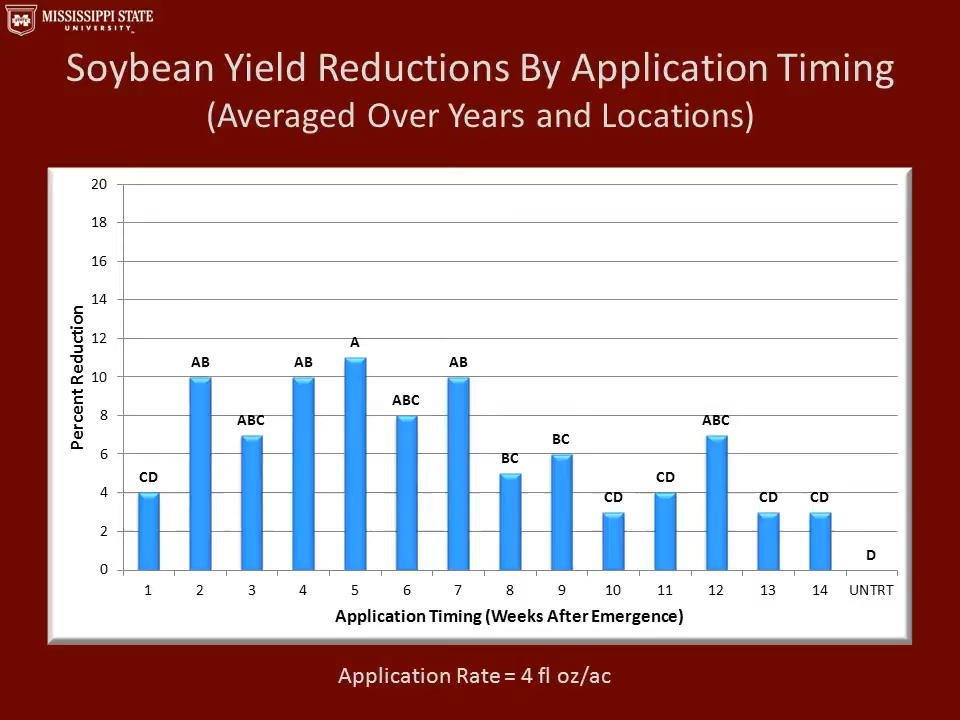 MISSISSIPPI STATE
UNIVERSITY™
Soybean Yield Reductions By Application Timing
(Averaged Over Years and Locations)
20
18
16
14
12
10
8
6
4
2
0
Percent Reduction
CD
AB
ABC
AB
A
ABC
AB
BC
BC
CD
CD
ABC
CD
CD
D
1 2 3 4 5 6 7 8 9 10 11 12 13 14 UNTRT
Application Timing (Weeks After Emergence)
Application Rate = 4 fl oz/ac